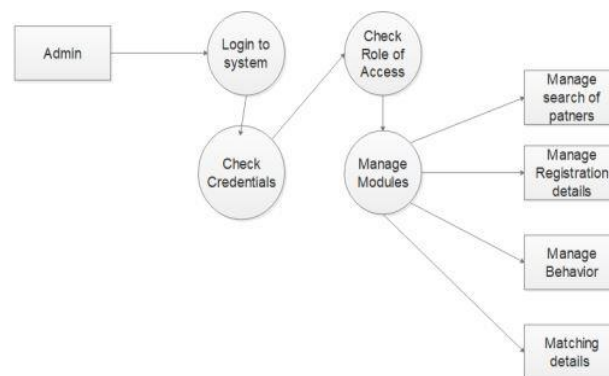 Admin
Login to
system
Check
Role of
Access
Check
Credentials
Manage
Modules
Manage
search of
patners
Manage
Registration
details
Manage
Behavior
Matching
details